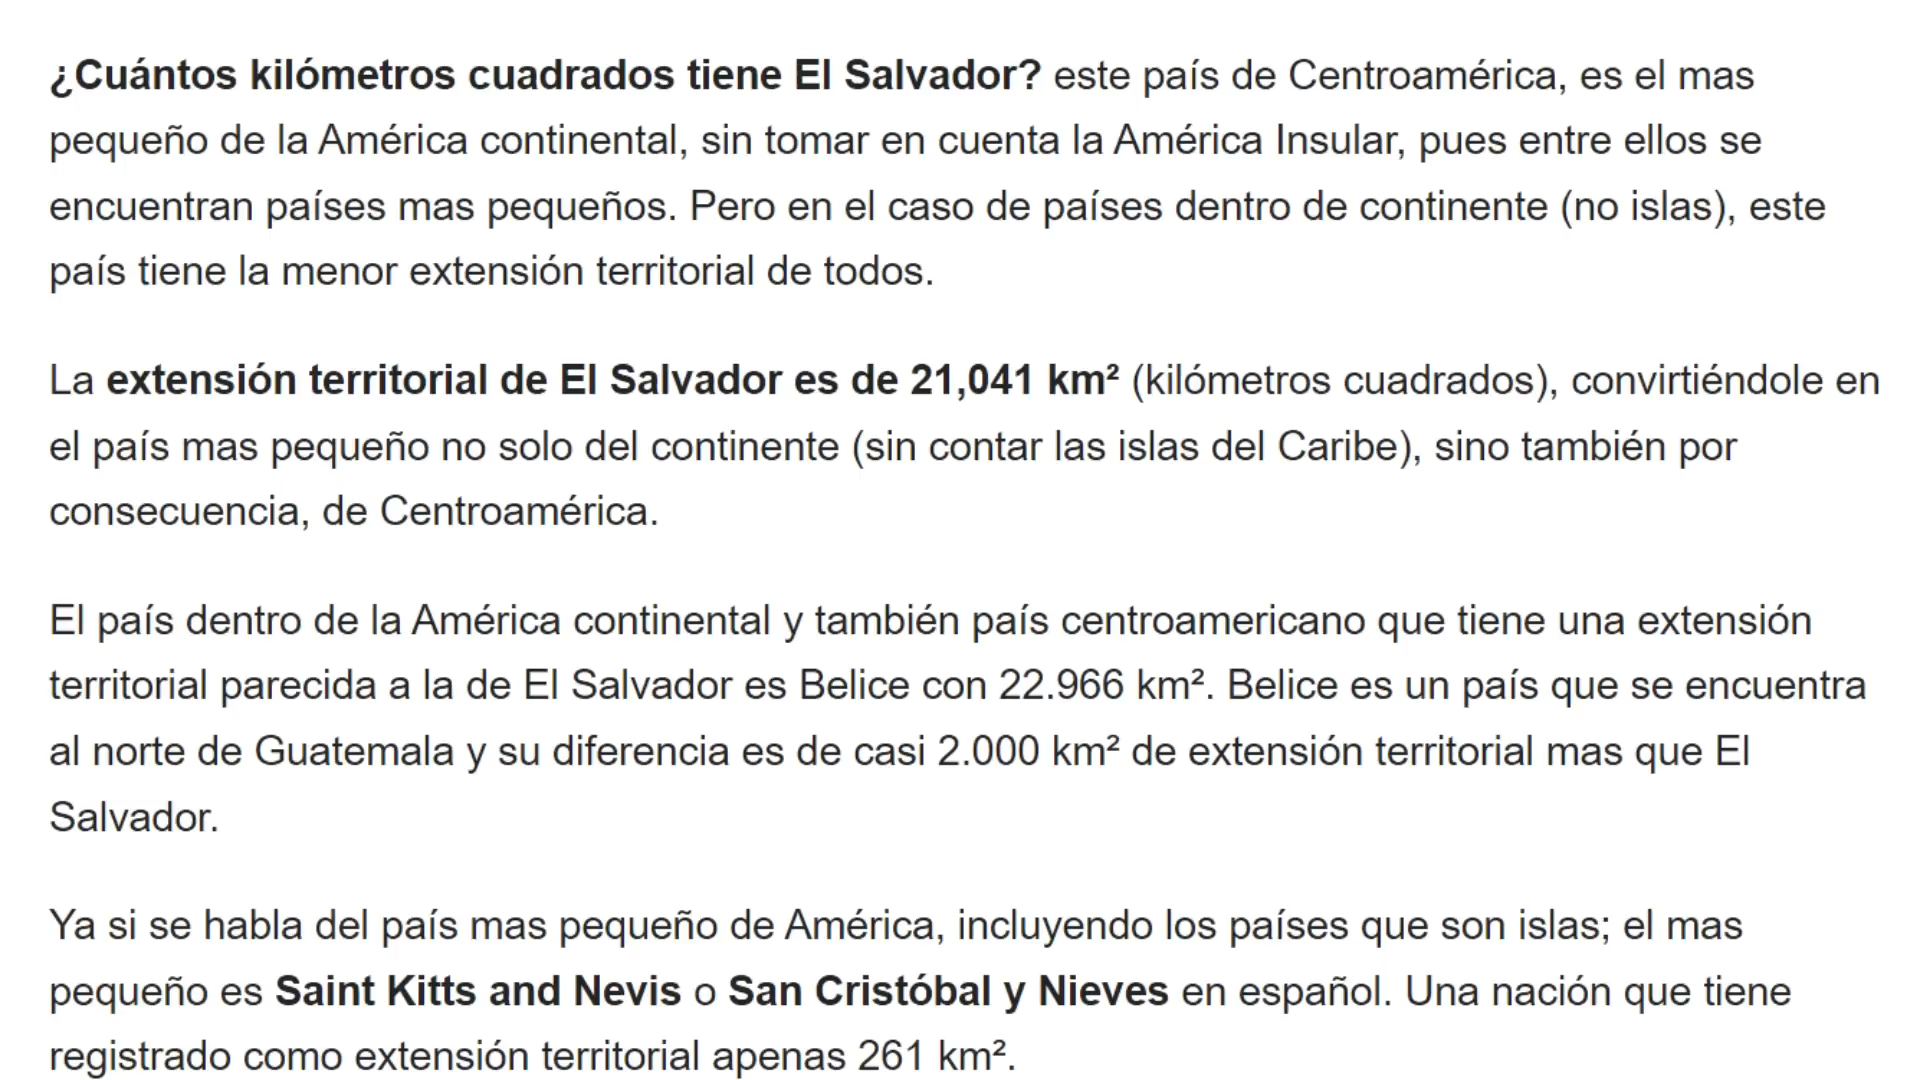 ¿Cuántos kilómetros cuadrados tiene El Salvador? este país de Centroamérica, es el mas
pequeño de la América continental, sin tomar en cuenta la América Insular, pues entre ellos se
encuentran países mas pequeños. Pero en el caso de países dentro de continente (no islas), este
país tiene la menor extensión territorial de todos.
La extensión territorial de El Salvador es de 21,041 km² (kilómetros cuadrados), convirtiéndole en
el país mas pequeño no solo del continente (sin contar las islas del Caribe), sino también por
consecuencia, de Centroamérica.
El país dentro de la América continental y también país centroamericano que tiene una extensión
territorial parecida a la de El Salvador es Belice con 22.966 km². Belice es un país que se encuentra
al norte de Guatemala y su diferencia es de casi 2.000 km² de extensión territorial mas que El
Salvador.
Ya si se habla del país mas pequeño de América, incluyendo los países que son islas; el mas
pequeño es Saint Kitts and Nevis o San Cristóbal y Nieves en español. Una nación que tiene
registrado como extensión territorial apenas 261 km².